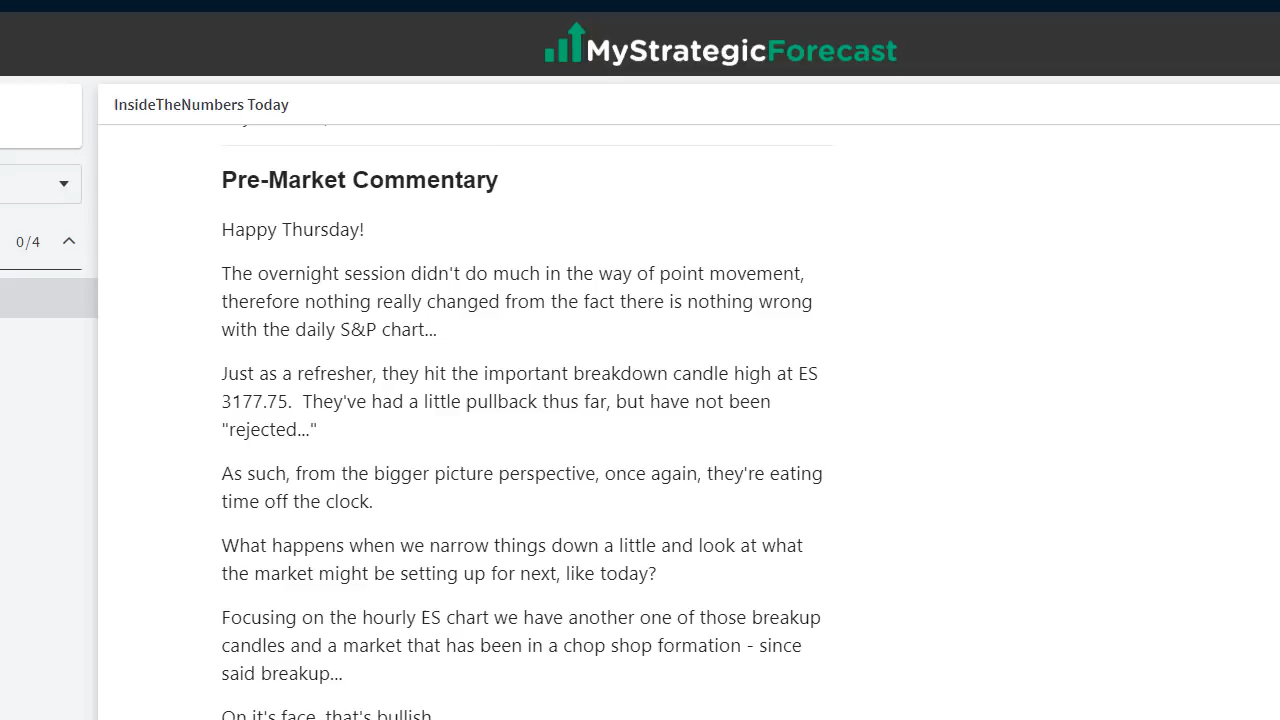 MyStrategicForecast
InsideTheNumbers Today
0/4
Pre-Market Commentary
Happy Thursday!
The overnight session didn't do much in the way of point movement,
therefore nothing really changed from the fact there is nothing wrong
with the daily S&P chart...
Just as a refresher, they hit the important breakdown candle high at ES
3177.75.  They've had a little pullback thus far, but have not been
"rejected..."
As such, from the bigger picture perspective, once again, they're eating
time off the clock.
What happens when we narrow things down a little and look at what
the market might be setting up for next, like today?
Focusing on the hourly ES chart we have another one of those breakup
candles and a market that has been in a chop shop formation - since
said breakup...
On it's face, that's bullish